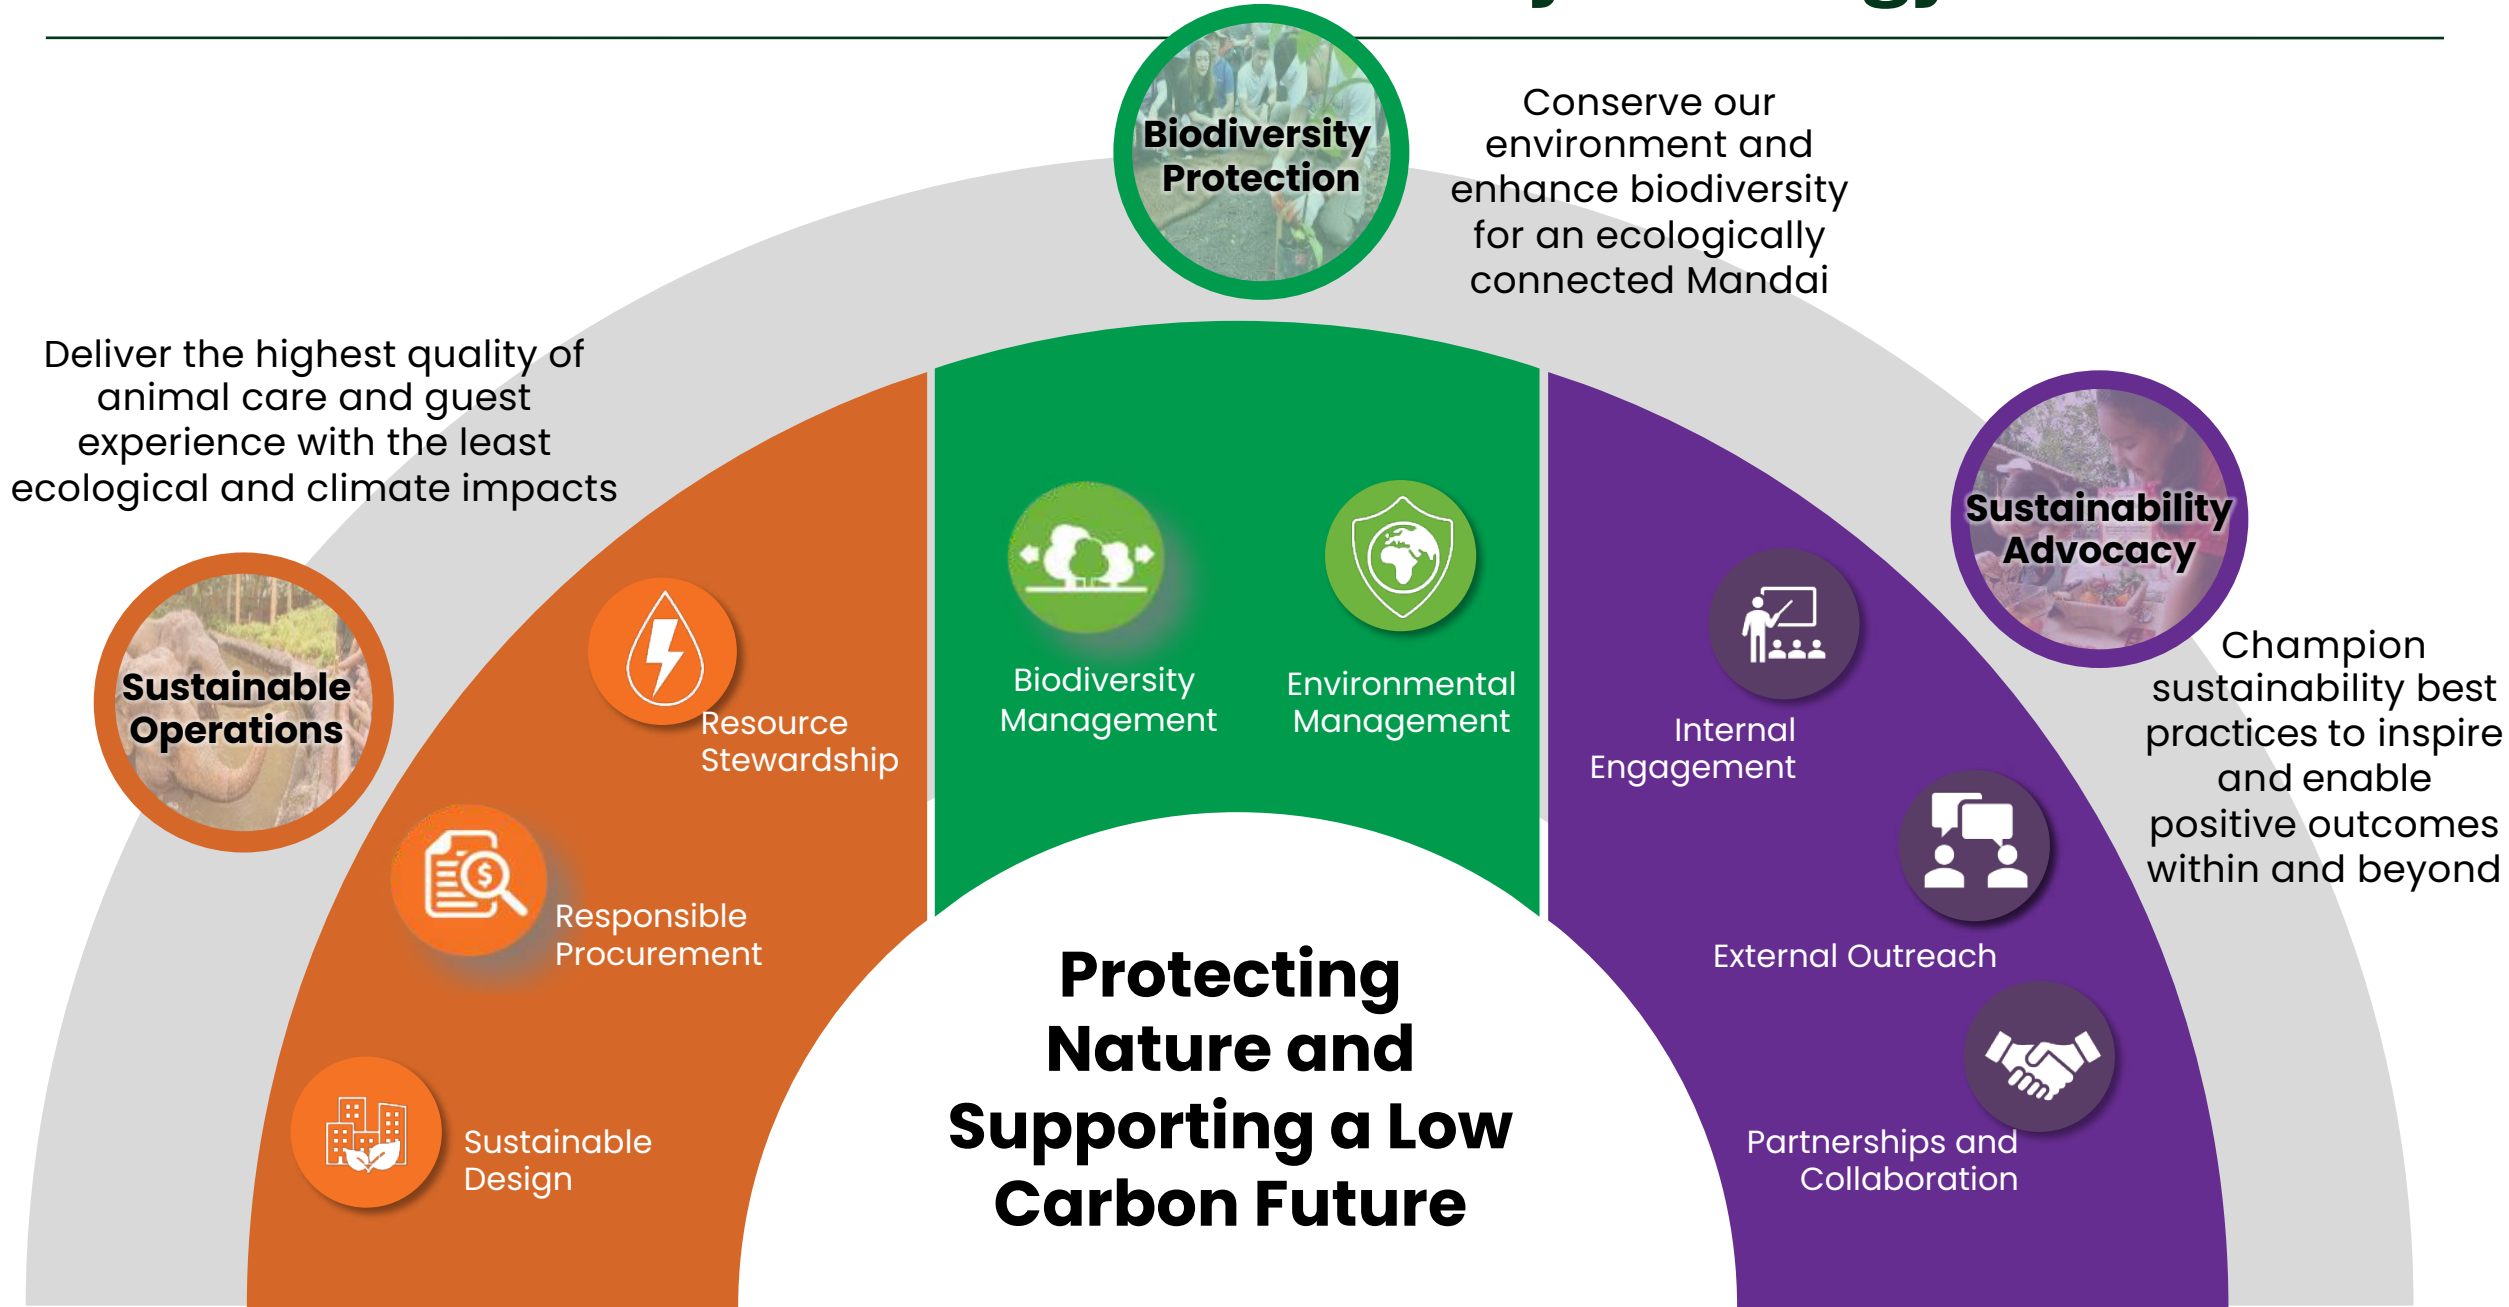 Biodiversity
Protection
Conserve our
environment and
enhance biodiversity
for an ecologically
connected Mandai
Deliver the highest quality of
animal care and guest
experience with the least
ecological and climate impacts
Sustainable
Operations
Sustainability
Advocacy
Champion
sustainability best
practices to inspire
and enable
positive outcomes
within and beyond
Resource
Stewardship
Responsible
Procurement
Sustainable
Design
Biodiversity
Management
Environmental
Management
Internal
Engagement
External Outreach
Partnerships and
Collaboration
$
Protecting
Nature and
Supporting a Low
Carbon Future